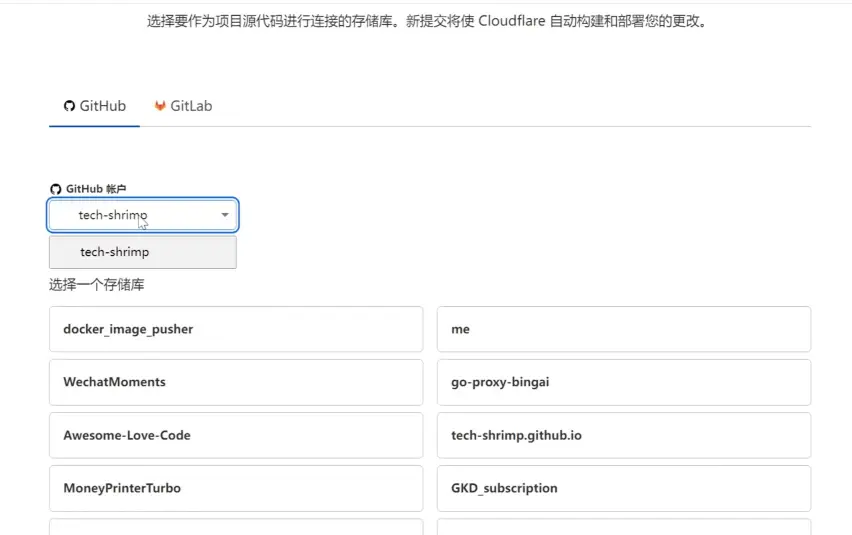 选择要作为项目源代码进行连接的存储库。新提交将使 Cloudflare 自动构建和部署您的更改。
GitHub
GitLab
GitHub 帐户
tech-shrimp
tech-shrimp
选择一个存储库
docker_image_pusher
me
WechatMoments
go-proxy-bingai
Awesome-Love-Code
tech-shrimp.github.io
MoneyPrinterTurbo
GKD_subscription